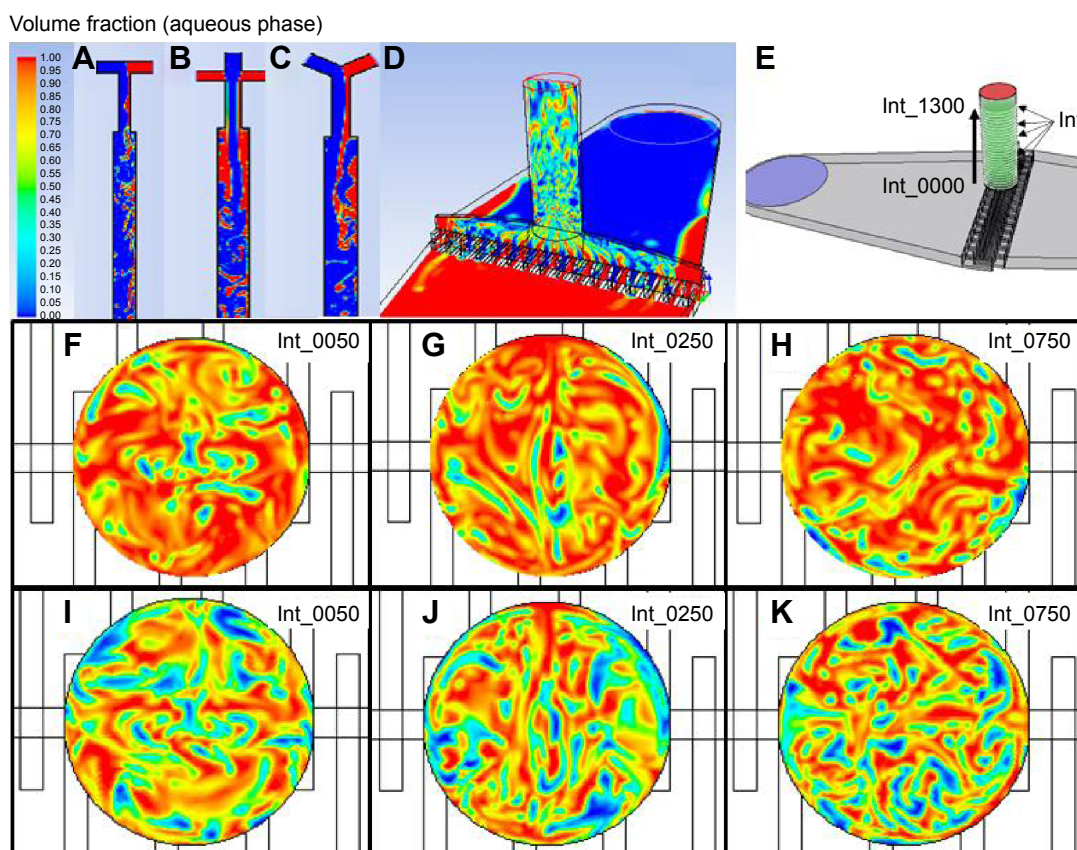 Volume fraction (aqueous phase)
A
B
C
D
E
1.00
0.95
0.90
0.85
0.80
0.75
0.70
0.65
0.60
0.55
0.50
0.45
0.40
0.35
0.30
0.25
0.20
0.15
0.10
0.05
0.00
Int_1300
Int
Int_0000
F
Int_0050
G
Int_0250
H
Int_0750
I
Int_0050
J
Int_0250
K
Int_0750